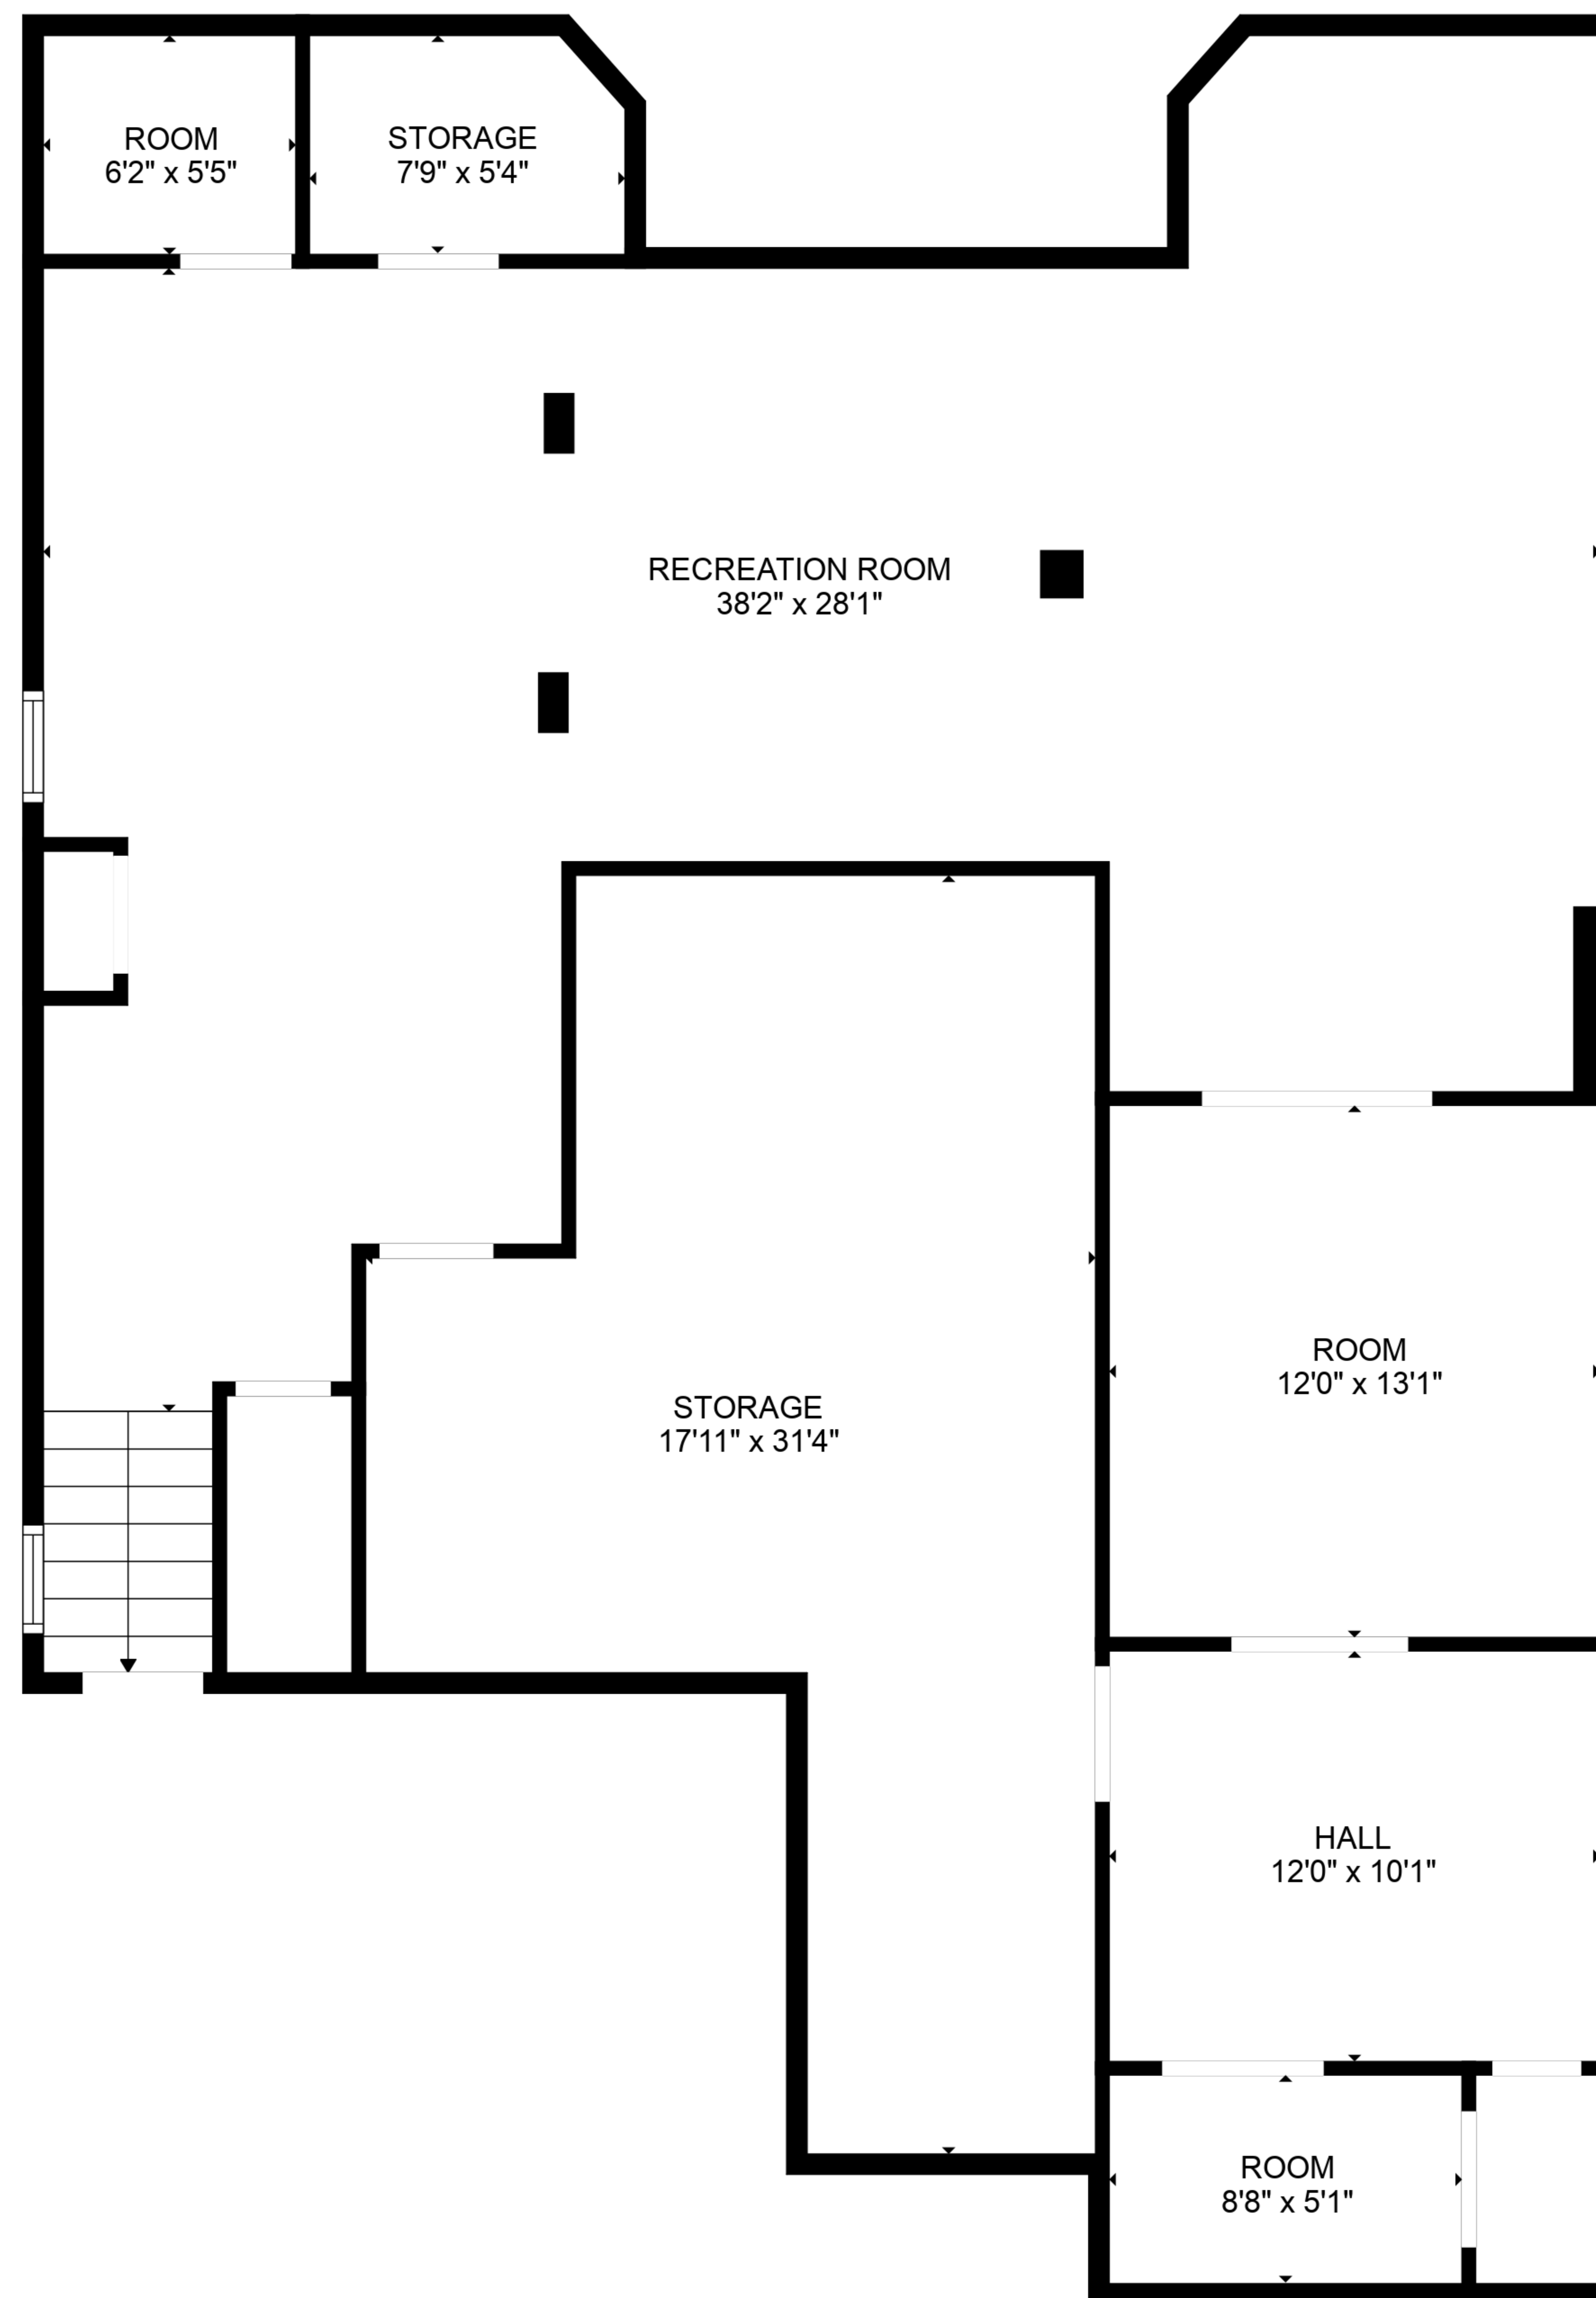 ROOM
6'2" x 5'5"
STORAGE
7'9" x 5'4"
RECREATION ROOM
38'2" x 28'1"
ROOM
12'0" x 13'1"
STORAGE
17'11" x 31'4"
HALL
12'0" x 10'1"
ROOM
8'8" x 5'1"